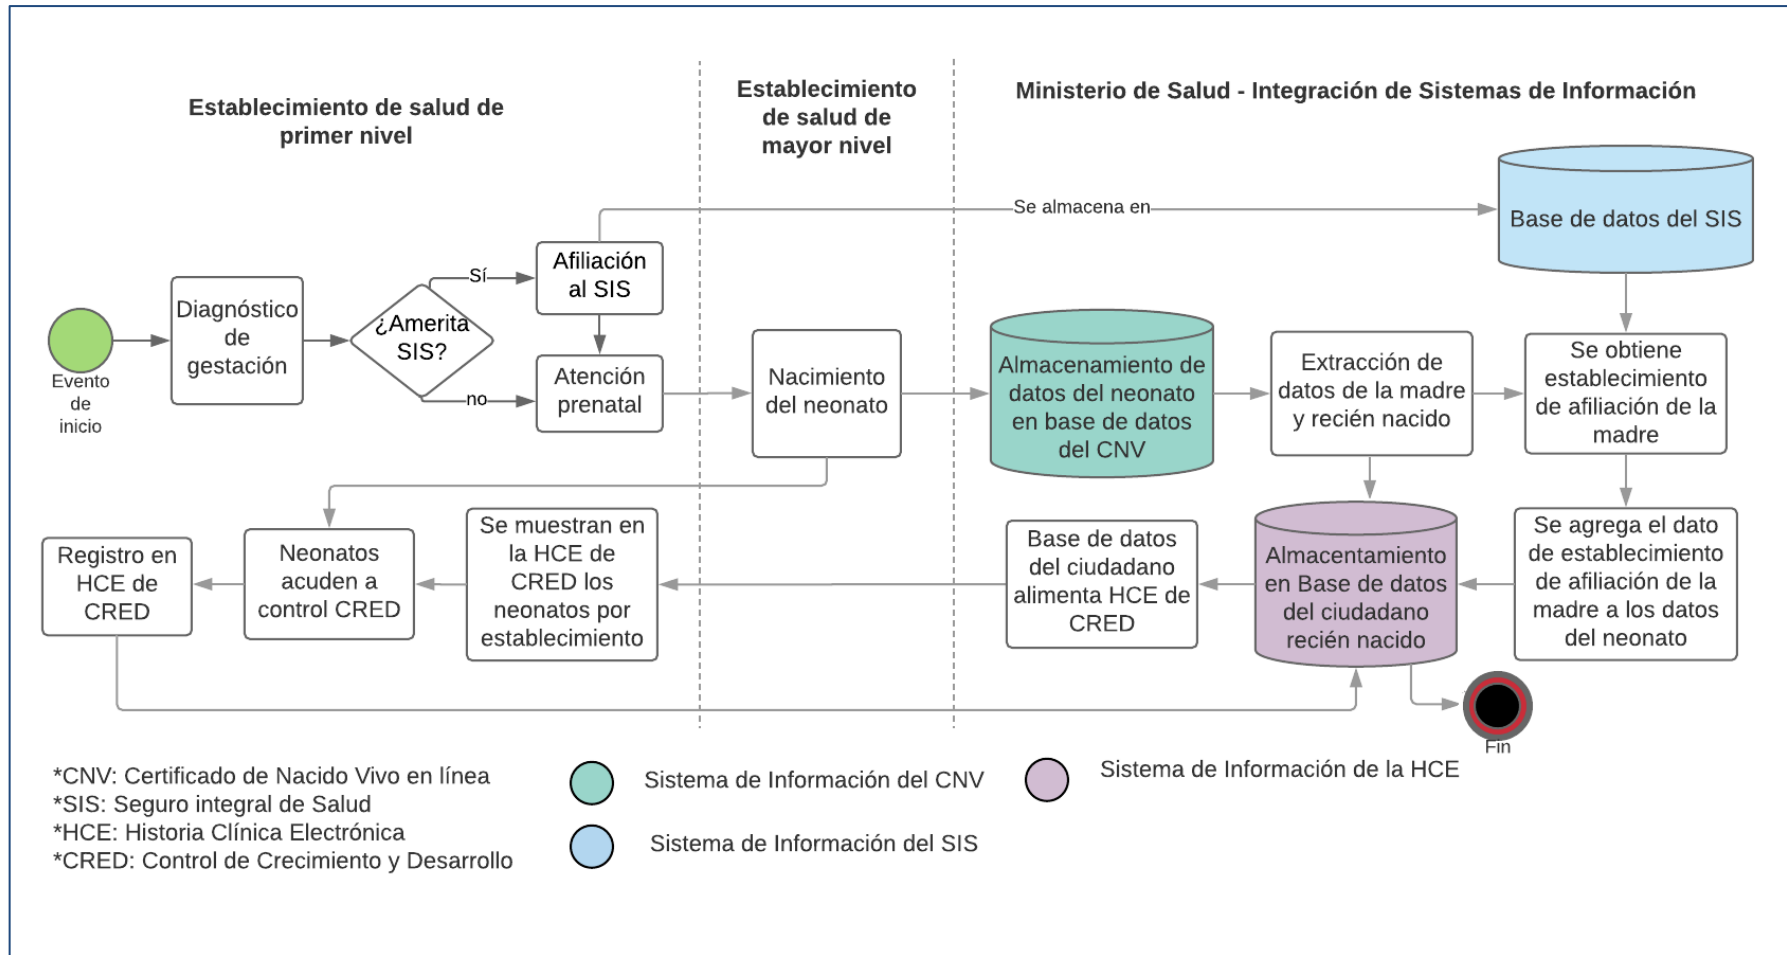 Establecimiento de salud de
primer nivel
Establecimiento
de salud de
mayor nivel
Ministerio de Salud - Integración de Sistemas de Información
Se almacena en
Base de datos del SIS
Evento
de
inicio
Diagnóstico
de
gestación
¿Amerita
SIS?
Sí
no
Afiliación
al SIS
Atención
prenatal
Nacimiento
del neonato
Almacenamiento de
datos del neonato
en base de datos
del CNV
Extracción de
datos de la madre
y recién nacido
Se obtiene
establecimiento
de afiliación de la
madre
Registro en
HCE de
CRED
Neonatos
acuden a
control CRED
Se muestran en
la HCE de
CRED los
neonatos por
establecimiento
Base de datos
del ciudadano
alimenta HCE de
CRED
Almacentamiento
en Base de datos
del ciudadano
recién nacido
Se agrega el dato
de establecimiento
de afiliación de la
madre a los datos
del neonato
Fin
*CNV: Certificado de Nacido Vivo en línea
*SIS: Seguro integral de Salud
*HCE: Historia Clínica Electrónica
*CRED: Control de Crecimiento y Desarrollo
Sistema de Información del CNV
Sistema de Información del SIS
Sistema de Información de la HCE